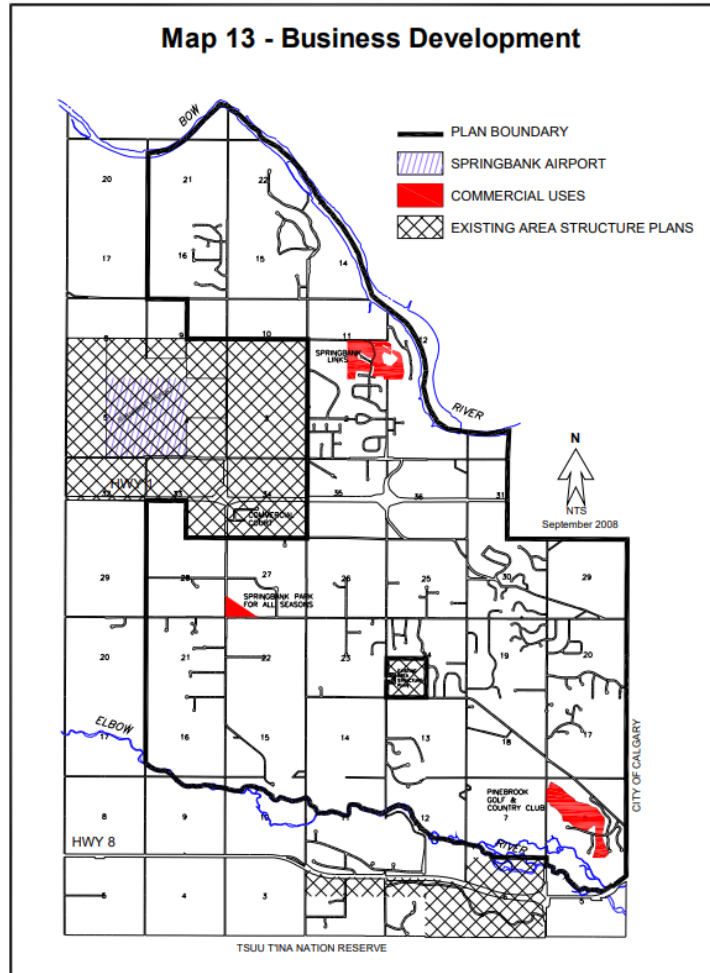 Map 13 - Business Development
BOW
PLAN BOUNDARY
SPRINGBANK AIRPORT
COMMERCIAL USES
EXISTING AREA STRUCTURE PLANS
20
21
22
17
16
15
14
9
10
11
12
SPRINGBANK
LINKS
RIVER
N
NTS
September 2008
HWY 1
32
33
34
35
36
31
COMMERCIAL
COURT
29
28
27
26
25
30
29
SPRINGBANK PARK
FOR ALL SEASONS
20
21
22
23
19
20
ELBOW
17
16
15
14
13
18
17
CITY OF CALGARY
PINEBROOK
GOLF &
COUNTRY CLUB
7
8
9
10
12
HWY 8
RIVER
4
3
5
TSUU T'INA NATION RESERVE